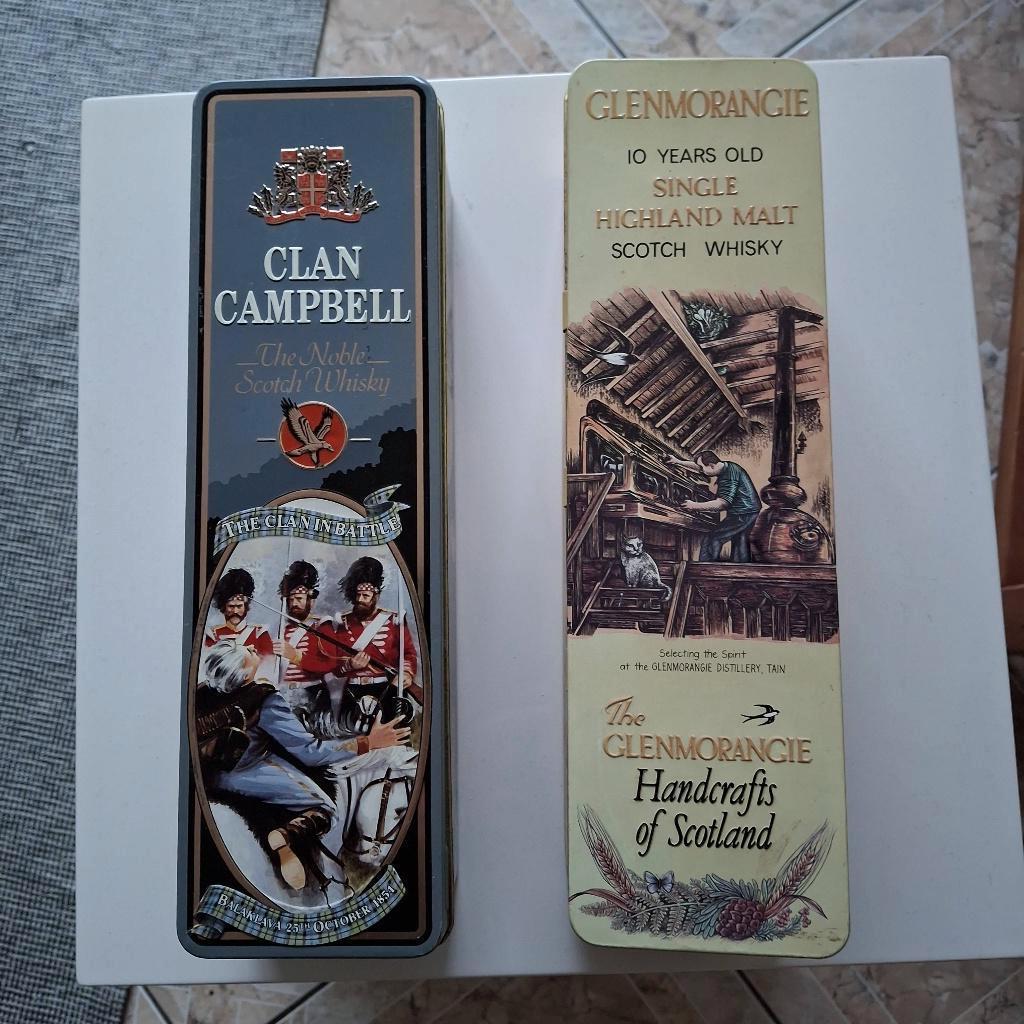 CLAN
CAMPBELL
The Noble
Scotch Whisky
THE CLAN IN BATTLE
BALAKLAVA 25TH OCTOBER 1854
GLENMORANGIE
10 YEARS OLD
SINGLE
HIGHLAND MALT
SCOTCH WHISKY
Selecting the Spirit
at the GLENMORANGIE DISTILLERY, TAIN
The
GLENMORANGIE
Handcrafts
of Scotland